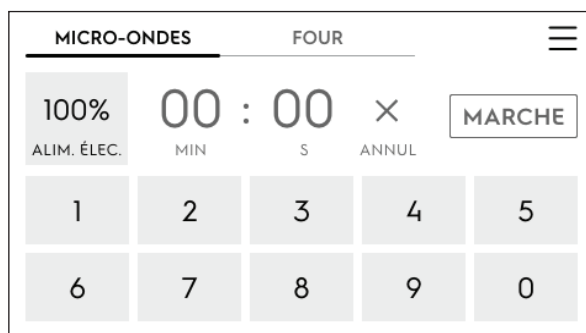 MICRO-ONDES FOUR
100% 00 : 00 × MARCHE
ALIM. ÉLEC. MIN S ANNUL
1 2 3 4 5
6 7 8 9 0